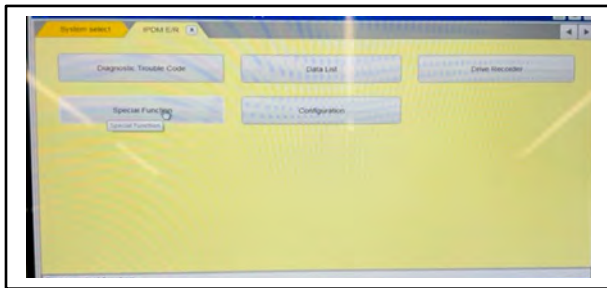 System select
IPDM E/R
Diagnostic Trouble Code
Data List
Drive Recorder
Special Function
Configuration
Special Function